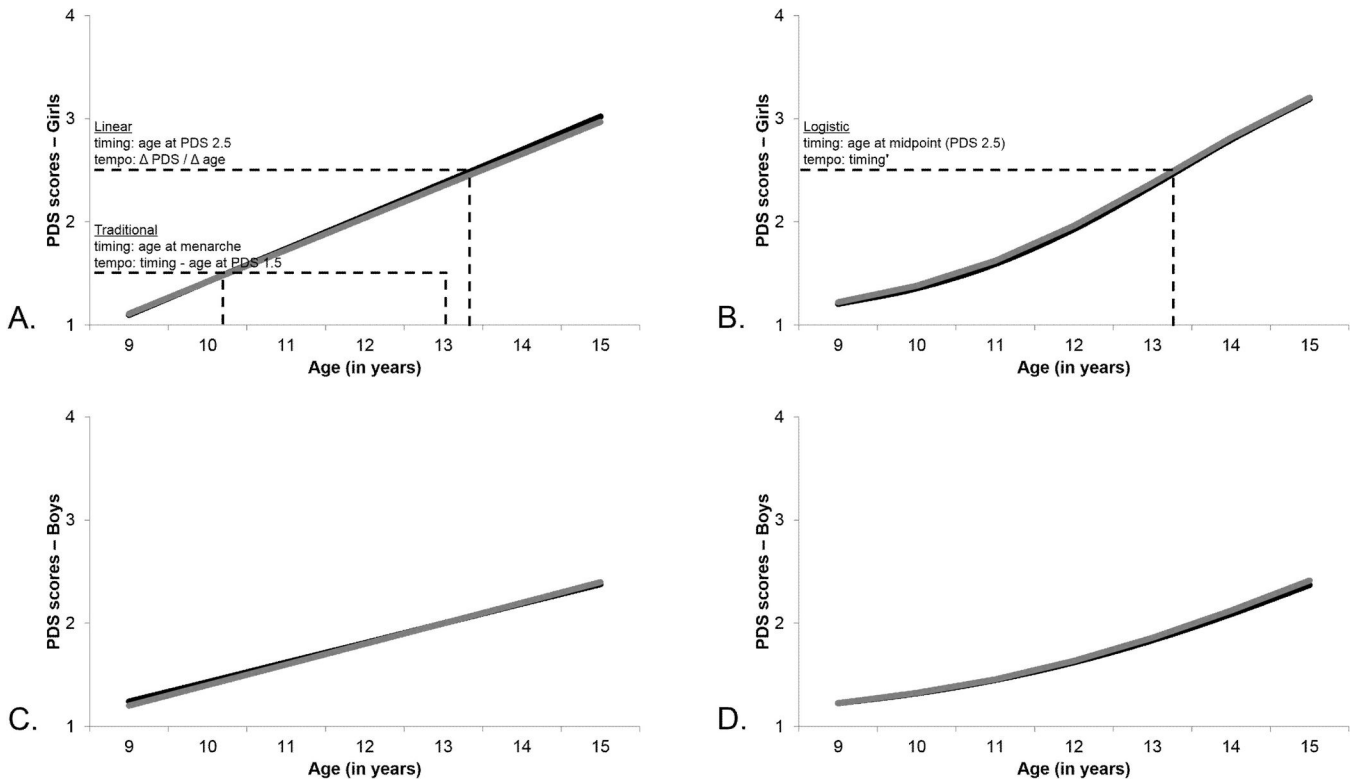 4
3
2
1
PDS scores – Girls
Linear
timing: age at PDS 2.5
tempo: Δ PDS / Δ age
Traditional
timing: age at menarche
tempo: timing - age at PDS 1.5
A.
9 10 11 12 13 14 15
Age (in years)
4
3
2
1
PDS scores – Girls
Logistic
timing: age at midpoint (PDS 2.5)
tempo: timing'
B.
9 10 11 12 13 14 15
Age (in years)
4
3
2
1
PDS scores – Boys
C.
9 10 11 12 13 14 15
Age (in years)
4
3
2
1
PDS scores – Boys
D.
9 10 11 12 13 14 15
Age (in years)